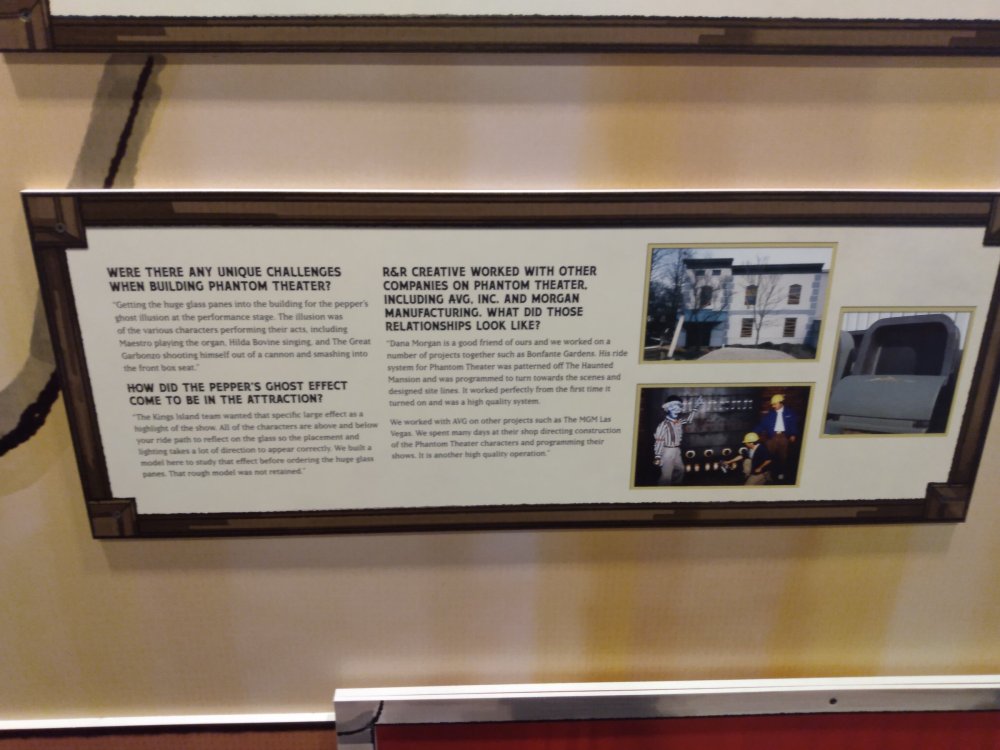 WERE THERE ANY UNIQUE CHALLENGES
WHEN BUILDING PHANTOM THEATER?
"Getting the huge glass panes into the building for the pepper's
ghost illusion at the performance stage. The illusion was
of the various characters performing their acts, including
Maestro playing the organ, Hilda Bovine singing, and The Great
Garbonzo shooting himself out of a cannon and smashing into
the front box seat."
HOW DID THE PEPPER'S GHOST EFFECT
COME TO BE IN THE ATTRACTION?
"The Kings Island team wanted that specific large effect as a
highlight of the show. All of the characters are above and below
your ride path to reflect on the glass so the placement and
lighting takes a lot of direction to appear correctly. We built a
model here to study that effect before ordering the huge glass
panes. That rough model was not retained."
R&R CREATIVE WORKED WITH OTHER
COMPANIES ON PHANTOM THEATER,
INCLUDING AVG, INC. AND MORGAN
MANUFACTURING. WHAT DID THOSE
RELATIONSHIPS LOOK LIKE?
"Dana Morgan is a good friend of ours and we worked on a
number of projects together such as Bonfante Gardens. His ride
system for Phantom Theater was patterned off The Haunted
Mansion and was programmed to turn towards the scenes and
designed site lines. It worked perfectly from the first time it
turned on and was a high quality system.
We worked with AVG on other projects such as The MGM Las
Vegas. We spent many days at their shop directing construction
of the Phantom Theater characters and programming their
shows. It is another high quality operation."